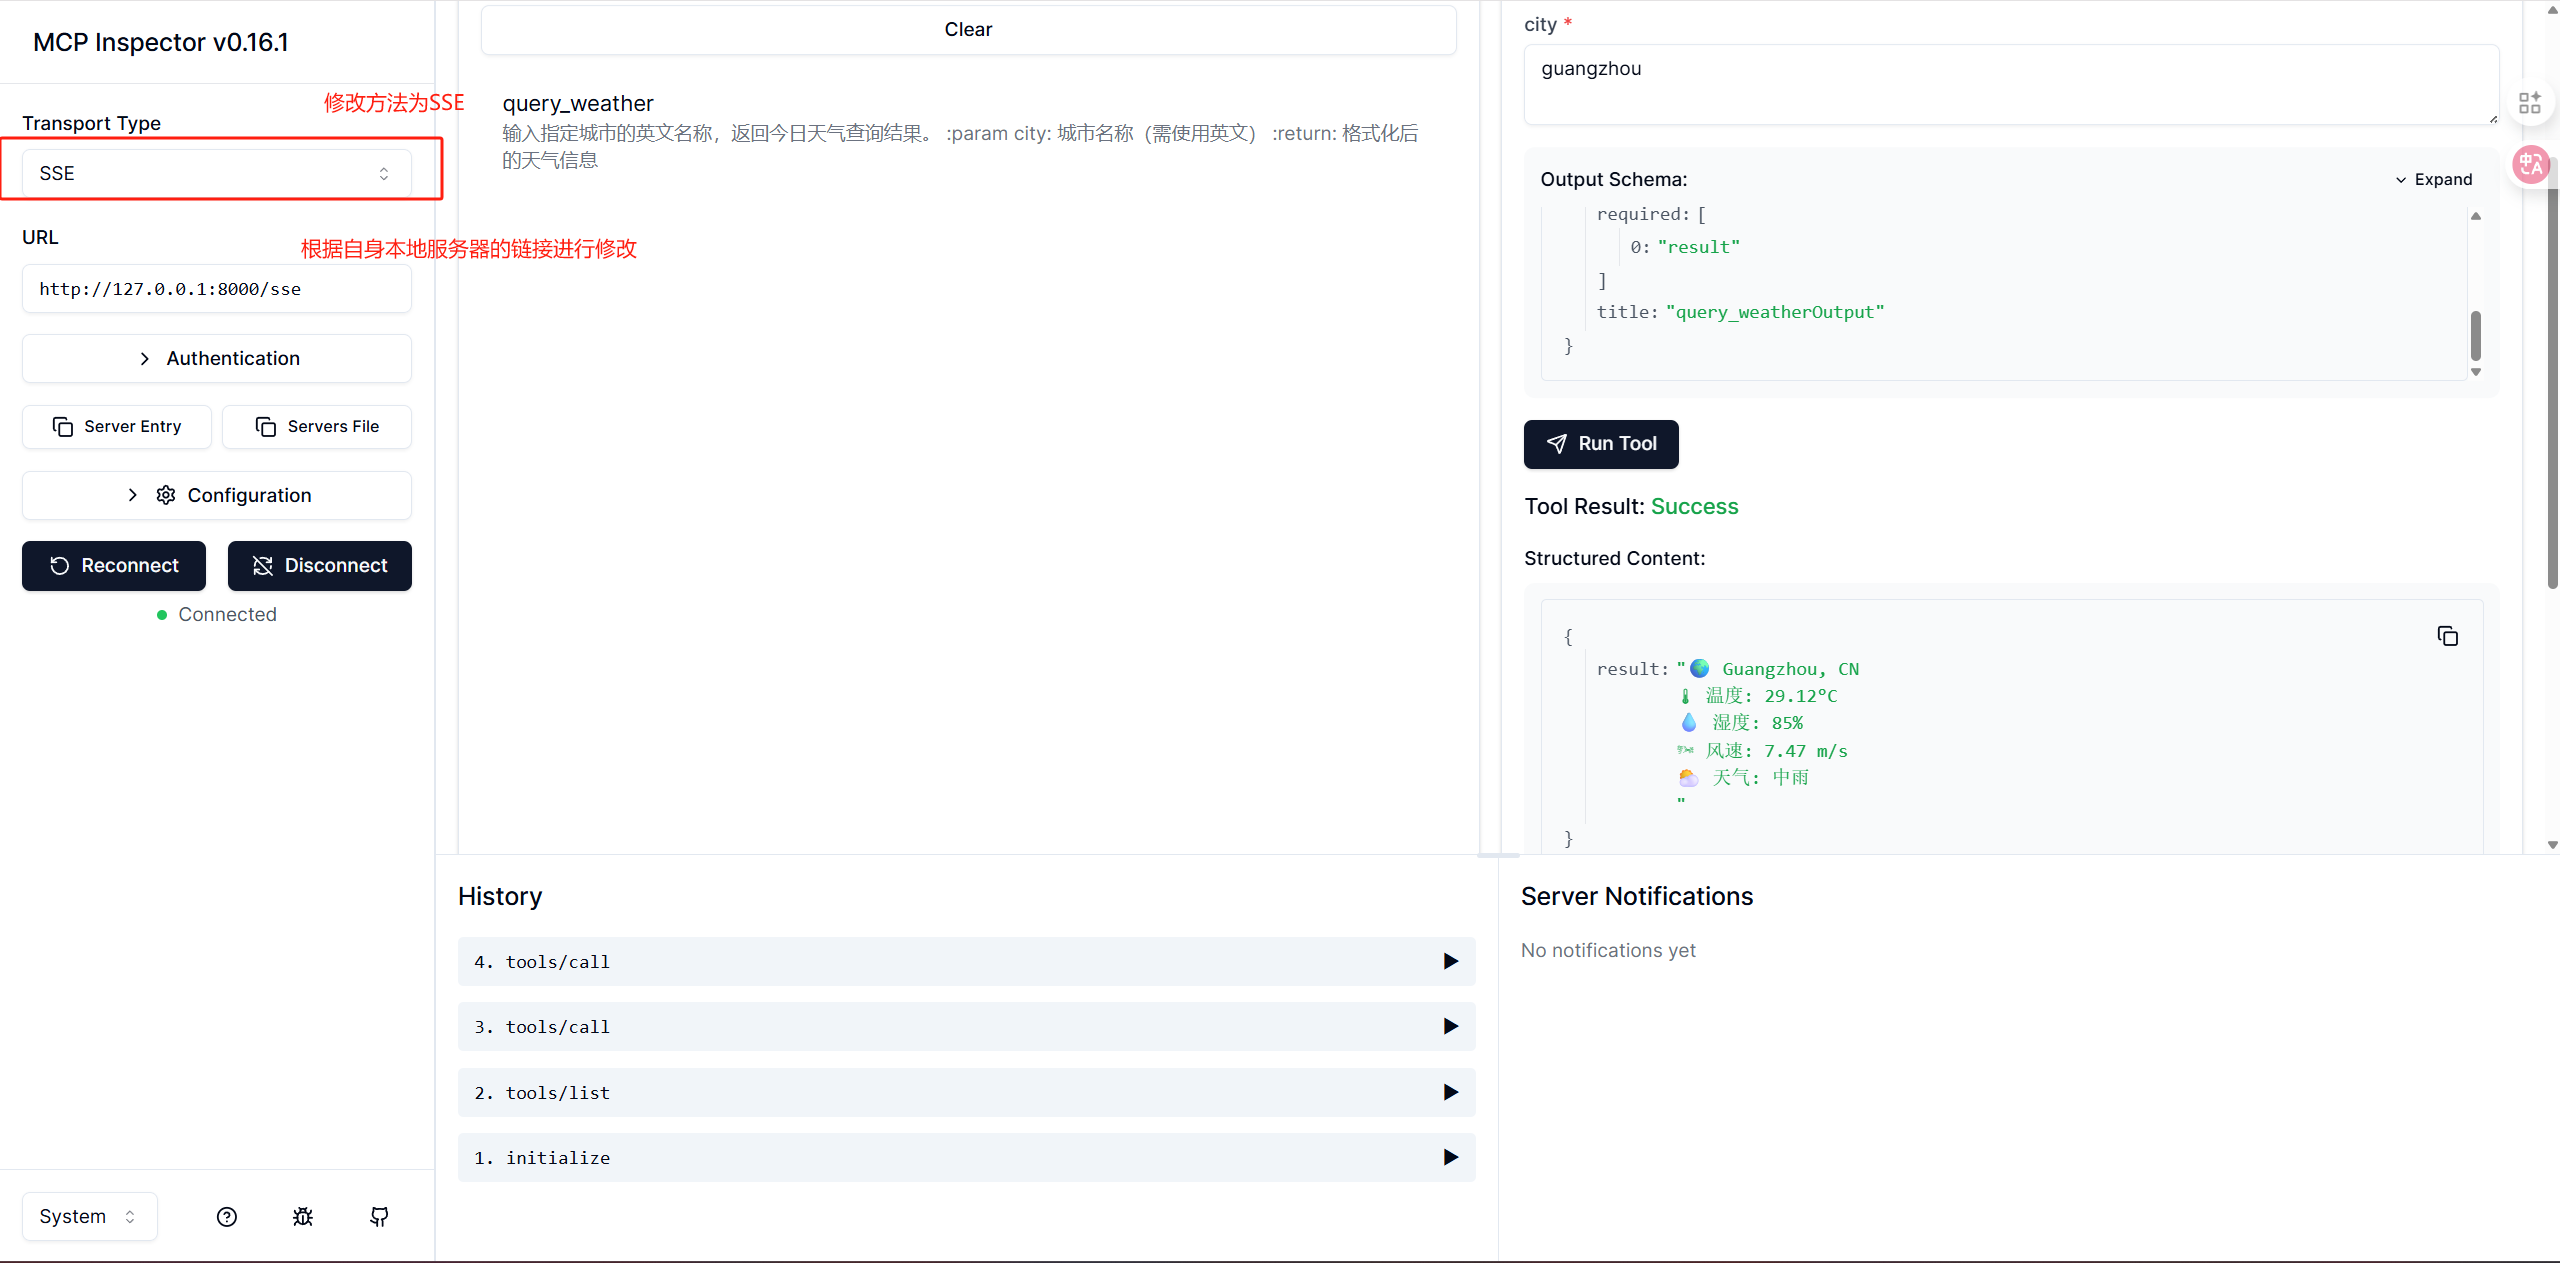 MCP Inspector v0.16.1
修改方法为SSE
Transport Type
SSE
URL
根据自身本地服务器的链接进行修改
http://127.0.0.1:8000/sse
Authentication
Server Entry
Servers File
Configuration
Reconnect
Disconnect
Connected
System
Clear
query_weather
输入指定城市的英文名称，返回今日天气查询结果。 :param city: 城市名称（需使用英文） :return: 格式化后
的天气信息
city *
guangzhou
Output Schema:
Expand
required: [
0: "result"
]
title: "query_weatherOutput"
}
Run Tool
Tool Result: Success
Structured Content:
{
result: "🌍 Guangzhou, CN
🌡 温度: 29.12°C
💧 湿度: 85%
🌬 风速: 7.47 m/s
🌤 天气: 中雨
"
}
History
4. tools/call
3. tools/call
2. tools/list
1. initialize
Server Notifications
No notifications yet